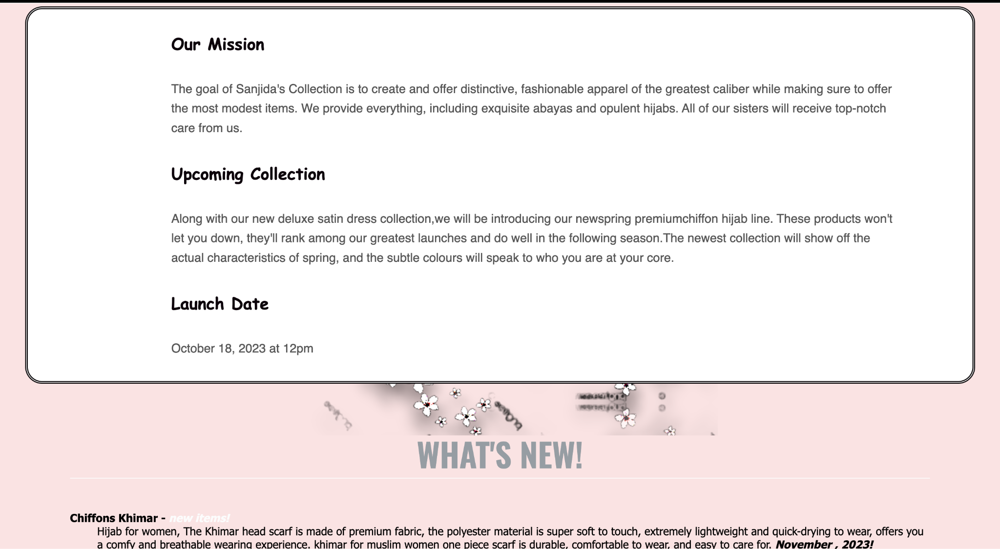 Our Mission
The goal of Sanjida's Collection is to create and offer distinctive, fashionable apparel of the greatest caliber while making sure to offer
the most modest items. We provide everything, including exquisite abayas and opulent hijabs. All of our sisters will receive top-notch
care from us.
Upcoming Collection
Along with our new deluxe satin dress collection,we will be introducing our newspring premiumchiffon hijab line. These products won't
let you down, they'll rank among our greatest launches and do well in the following season.The newest collection will show off the
actual characteristics of spring, and the subtle colours will speak to who you are at your core.
Launch Date
October 18, 2023 at 12pm
WHAT'S NEW!
Chiffons Khimar - new items!
Hijab for women, The Khimar head scarf is made of premium fabric, the polyester material is super soft to touch, extremely lightweight and quick-drying to wear, offers you
a comfy and breathable wearing experience. khimar for muslim women one piece scarf is durable, comfortable to wear, and easy to care for. November , 2023!